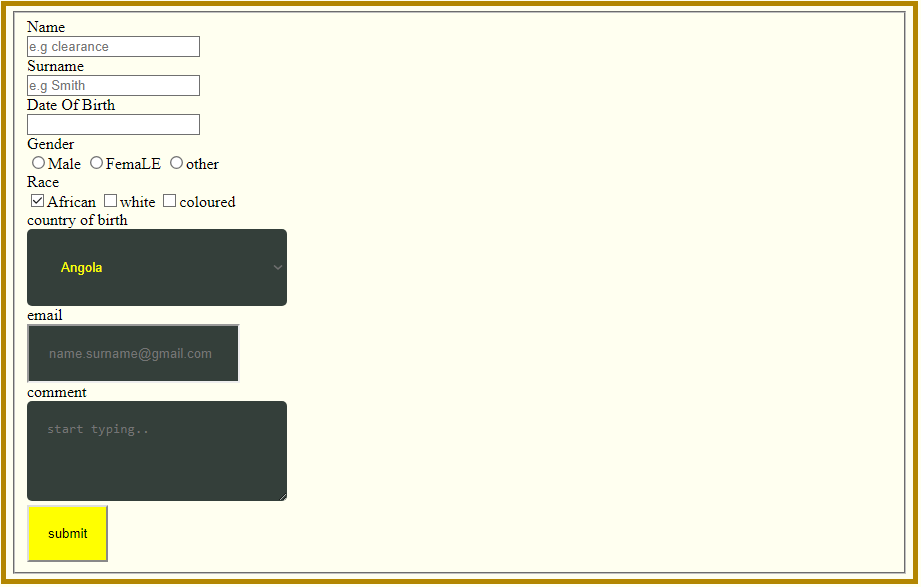 Name
e.g clearance
Surname
e.g Smith
Date Of Birth
Gender
Male FemaLE other
Race
African white coloured
country of birth
Angola
email
name.surname@gmail.com
comment
start typing..
submit